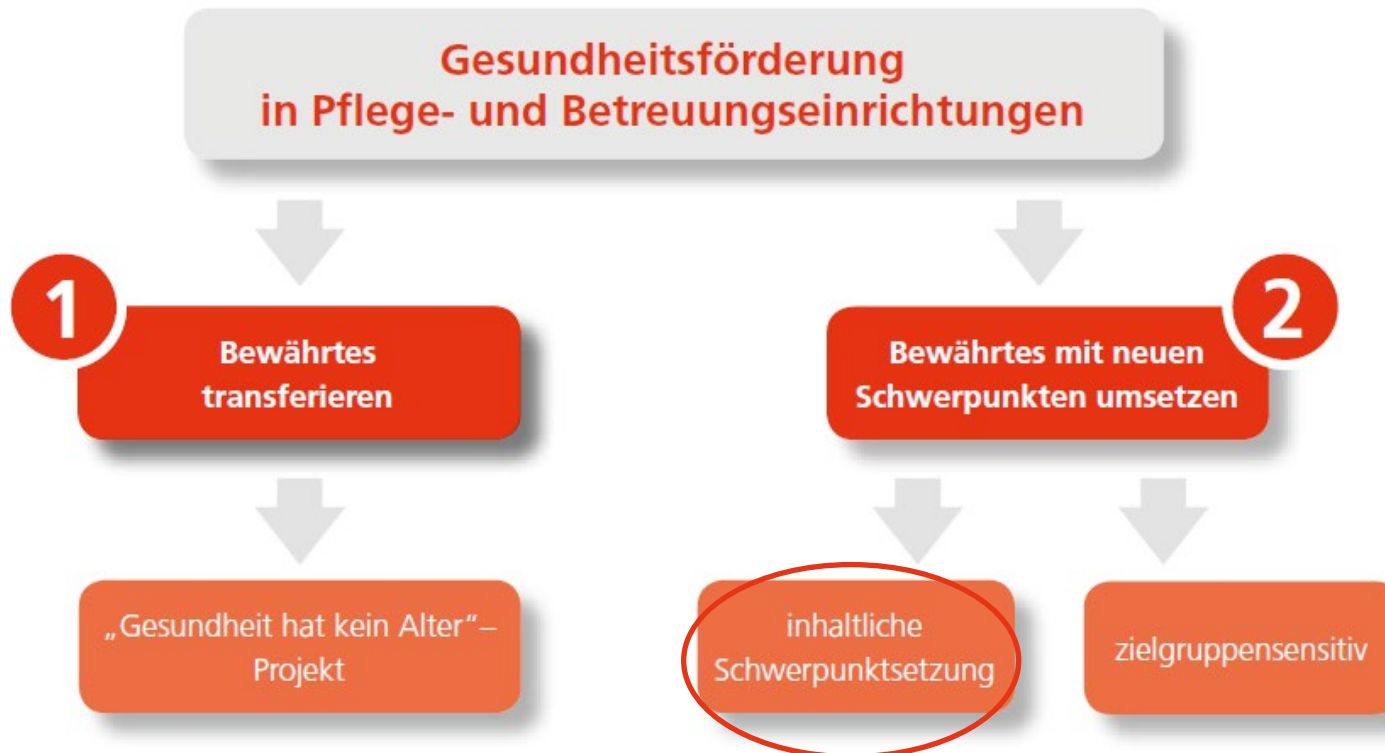 Gesundheitsförderung
in Pflege- und Betreuungseinrichtungen
1
Bewährtes
transferieren
2
Bewährtes mit neuen
Schwerpunkten umsetzen
„Gesundheit hat kein Alter“–
Projekt
inhaltliche
Schwerpunktsetzung
zielgruppensensitiv